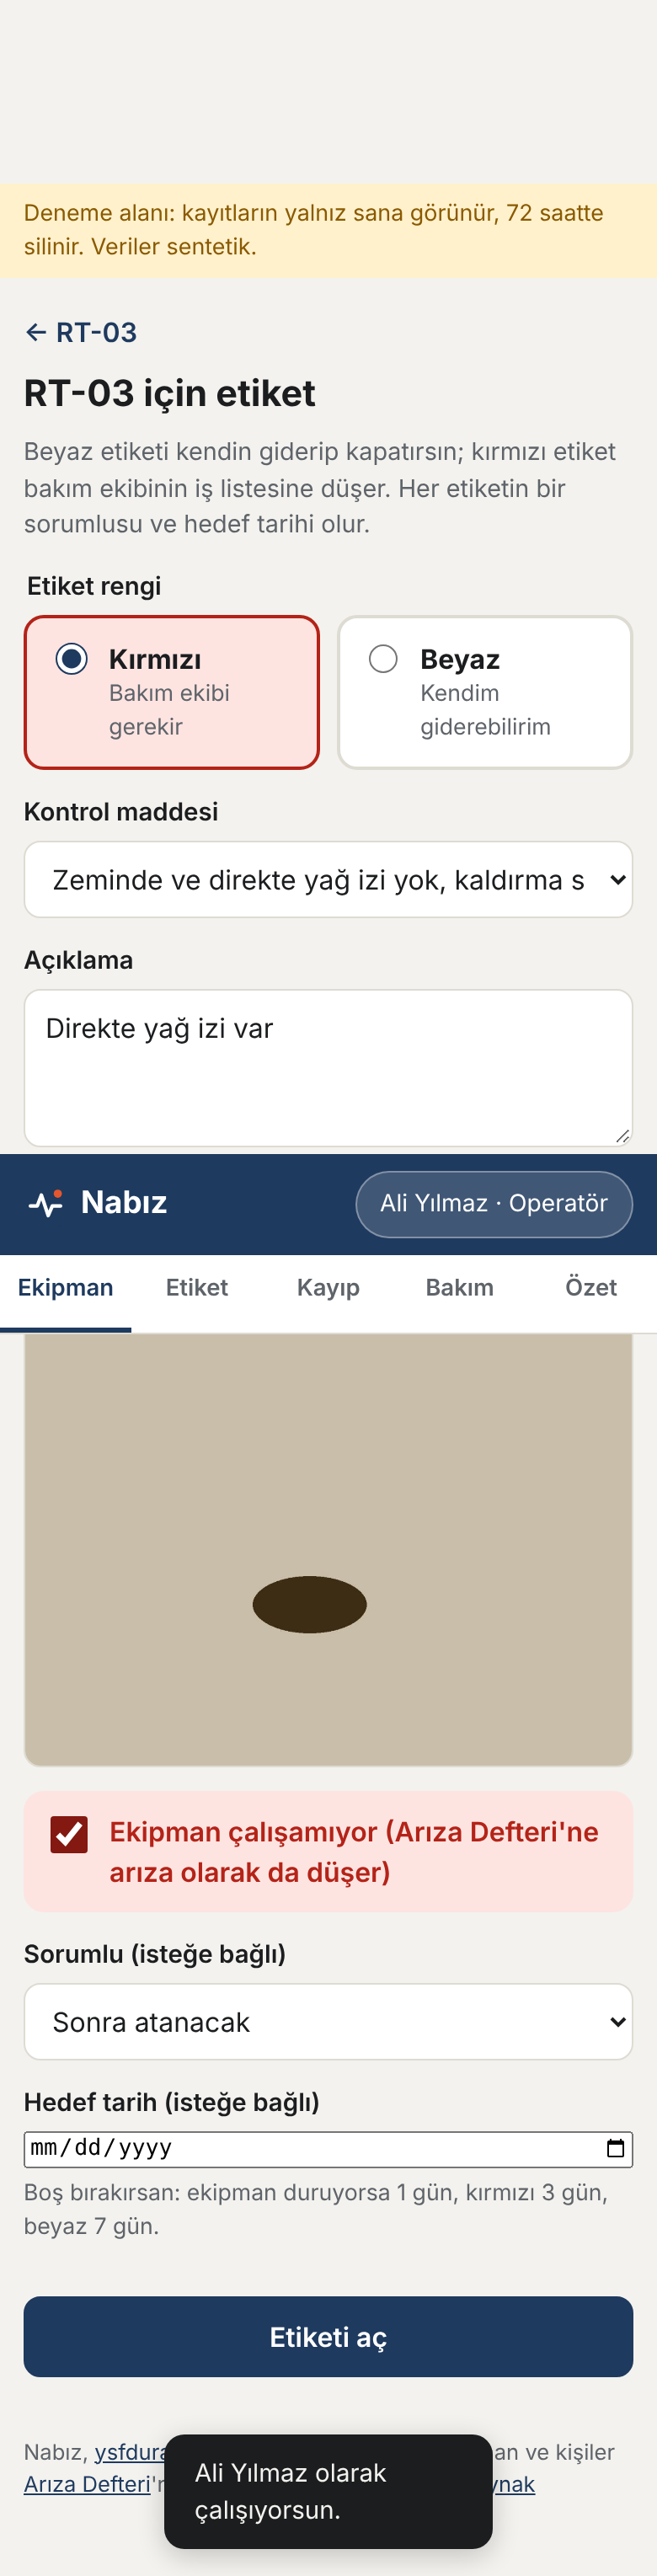 Deneme alanı: kayıtların yalnız sana görünür, 72 saatte
silinir. Veriler sentetik.
← RT-03
RT-03 için etiket
Beyaz etiketi kendin giderip kapatırsın; kırmızı etiket
bakım ekibinin iş listesine düşer. Her etiketin bir
sorumlusu ve hedef tarihi olur.
Etiket rengi
Kırmızı
Bakım ekibi
gerekir
Beyaz
Kendim
giderebilirim
Kontrol maddesi
Zeminde ve direkte yağ izi yok, kaldırma s
Açıklama
Direkte yağ izi var
Nabız
Ali Yılmaz · Operatör
Ekipman Etiket Kayıp Bakım Özet
Ekipman çalışamıyor (Arıza Defteri'ne
arıza olarak da düşer)
Sorumlu (isteğe bağlı)
Sonra atanacak
Hedef tarih (isteğe bağlı)
mm/dd/yyyy
Boş bırakırsan: ekipman duruyorsa 1 gün, kırmızı 3 gün,
beyaz 7 gün.
Etiketi aç
Nabız, ve kişiler
Arıza Defteri
Ali Yılmaz olarak
çalışıyorsun.